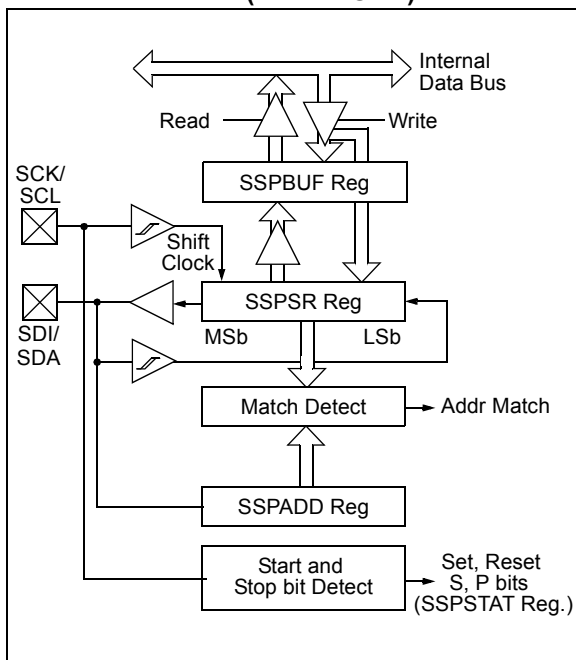 Internal
Data Bus
Read
Write
SSPBUF Reg
SCK/
SCL
Shift
Clock
SSPSR Reg
SDI/
SDA
MSb
LSb
Match Detect
Addr Match
SSPADD Reg
Start and
Stop bit Detect
Set, Reset
S, P bits
(SSPSTAT Reg.)